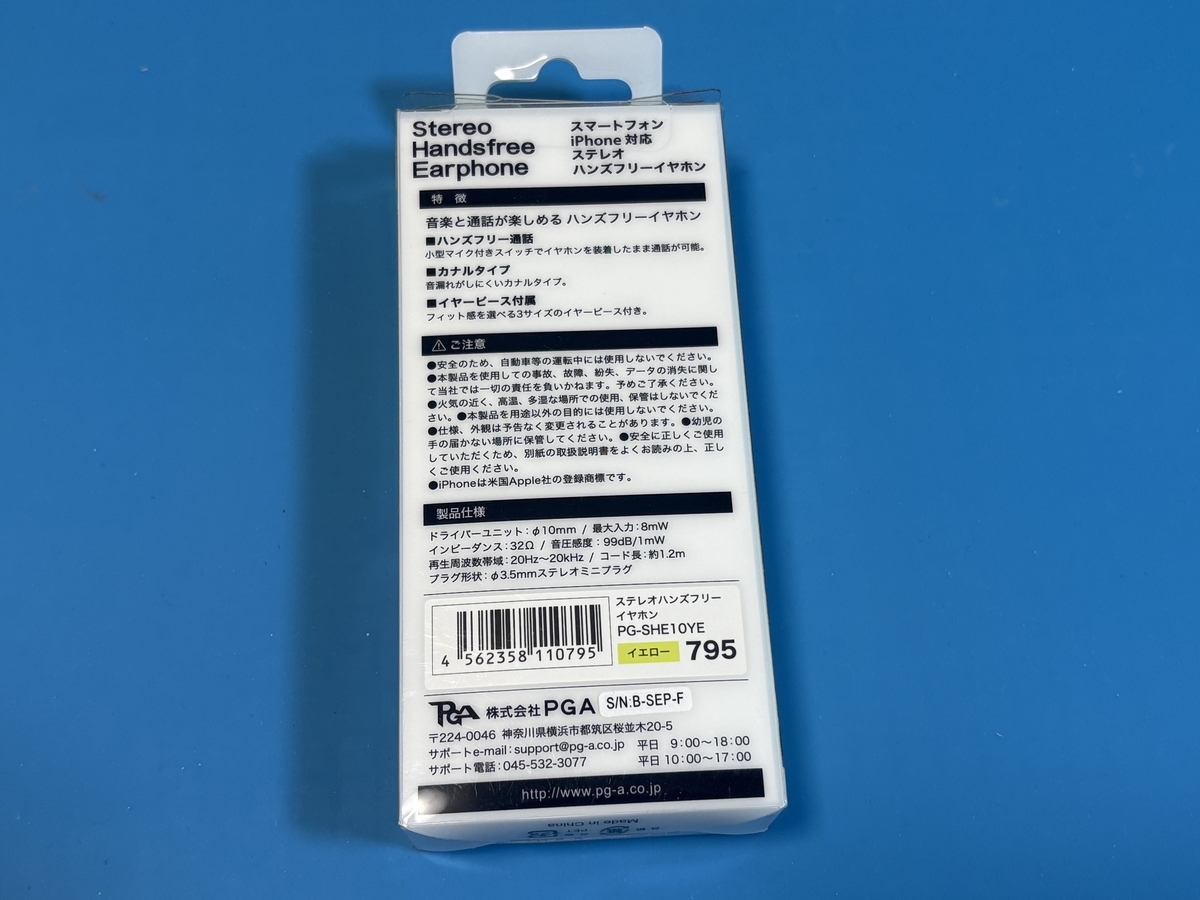 Stereo
Handsfree
Earphone
スマートフォン
iPhone 対応
ステレオ
ハンズフリーイヤホン
特 徴
音楽と通話が楽しめる ハンズフリーイヤホン
■ハンズフリー通話
小型マイク付きスイッチでイヤホンを装着したまま通話が可能。
■カナルタイプ
音漏れがしにくいカナルタイプ。
■イヤーピース付属
フィット感を選べる3サイズのイヤーピース付き。
⚠ ご注意
●安全のため、自動車等の運転中には使用しないでください。
●本製品を使用しての事故、故障、紛失、データの消失に関し
て当社では一切の責任を負いかねます。予めご了承ください。
●火気の近く、高温、多湿な場所での使用、保管はしないでくだ
さい。●本製品を用途以外の目的には使用しないでください。
●仕様、外観は予告なく変更されることがあります。●幼児の
手の届かない場所に保管してください。●安全に正しくご使用
していただくため、別紙の取扱説明書をよくお読みの上、正し
くご使用ください。
●iPhoneは米国Apple社の登録商標です。
製品仕様
ドライバーユニット：φ10mm / 最大入力：8mW
インピーダンス：32Ω / 音圧感度：99dB/1mW
再生周波数帯域：20Hz〜20kHz / コード長：約1.2m
プラグ形状：φ3.5mmステレオミニプラグ
4 562358 110795
ステレオハンズフリー
イヤホン
PG-SHE10YE
イエロー 795
PGA 株式会社PGA S/N:B-SEP-F
〒224-0046 神奈川県横浜市都筑区桜並木20-5
サポートe-mail：support@pg-a.co.jp 平日 9：00〜18：00
サポート電話：045-532-3077 平日 10：00〜17：00
http://www.pg-a.co.jp
Made in China
PET